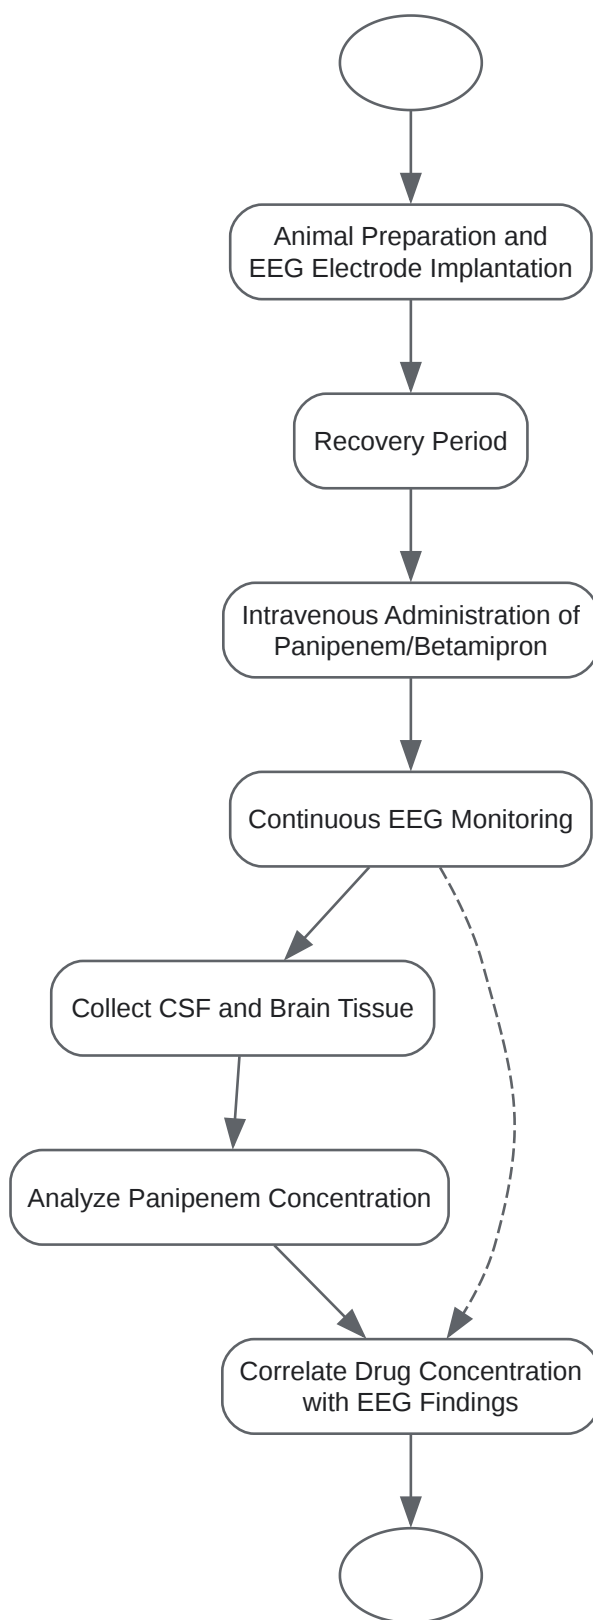 Animal Preparation and
EEG Electrode Implantation
Recovery Period
Intravenous Administration of
Panipenem/Betamipron
Continuous EEG Monitoring
Collect CSF and Brain Tissue
Analyze Panipenem Concentration
Correlate Drug Concentration
with EEG Findings